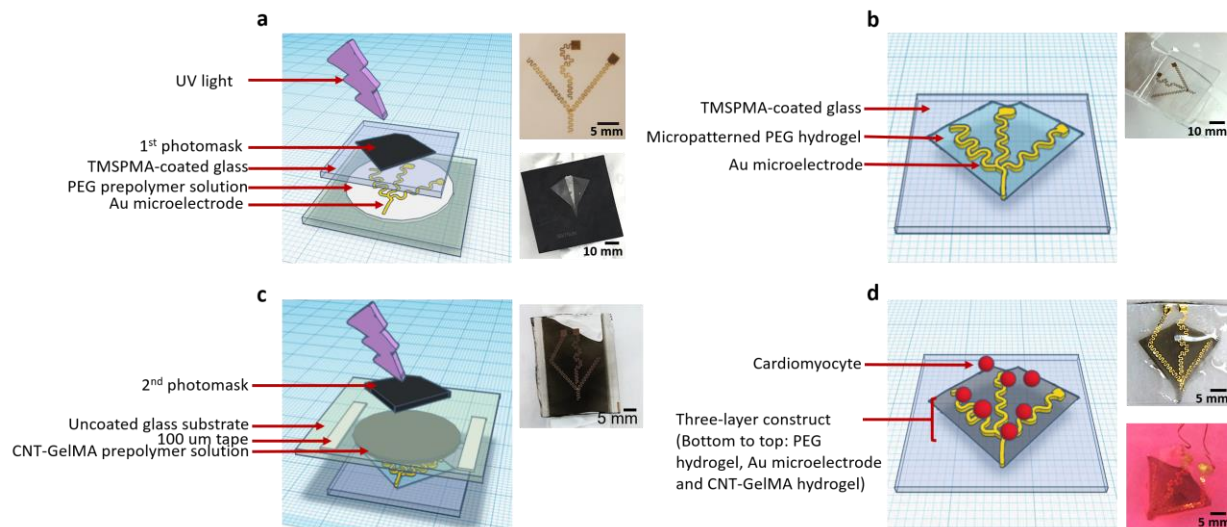 a
UV light
1st photomask
TMSPMA-coated glass
PEG prepolymer solution
Au microelectrode
5 mm
10 mm
b
TMSPMA-coated glass
Micropatterned PEG hydrogel
Au microelectrode
10 mm
c
2nd photomask
Uncoated glass substrate
100 um tape
CNT-GelMA prepolymer solution
5 mm
d
Cardiomyocyte
Three-layer construct
(Bottom to top: PEG
hydrogel, Au microelectrode
and CNT-GelMA hydrogel)
5 mm
5 mm